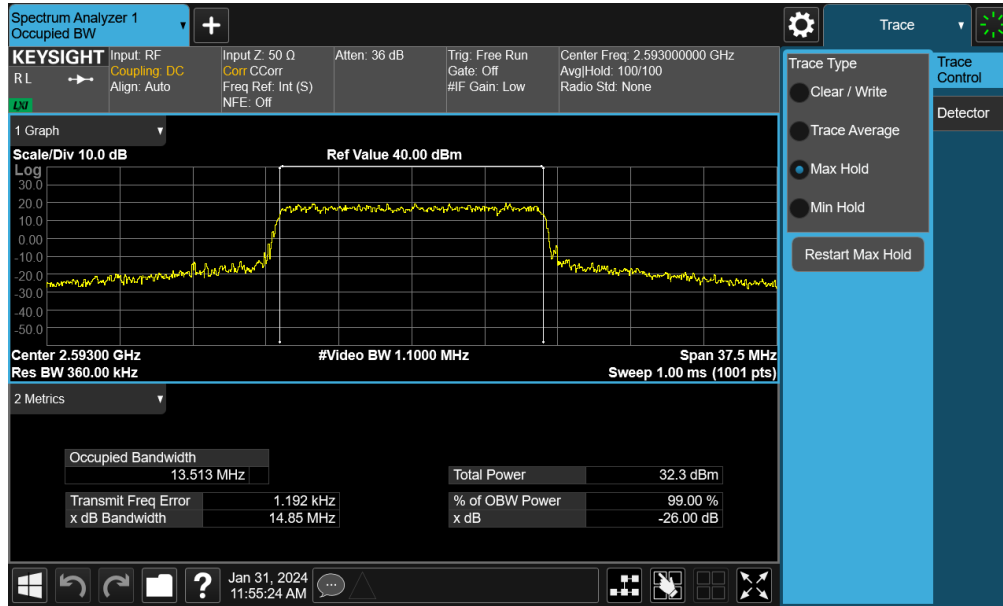 Spectrum Analyzer 1
Occupied BW
+
Trace
KEYSIGHT
R L
LXI
Input: RF
Coupling: DC
Align: Auto
Input Z: 50 Ω
Corr CCorr
Freq Ref: Int (S)
NFE: Off
Atten: 36 dB
Trig: Free Run
Gate: Off
#IF Gain: Low
Center Freq: 2.593000000 GHz
Avg|Hold: 100/100
Radio Std: None
1 Graph
Scale/Div 10.0 dB
Ref Value 40.00 dBm
Log
30.0
20.0
10.0
0.00
-10.0
-20.0
-30.0
-40.0
-50.0
Center 2.59300 GHz
#Video BW 1.1000 MHz
Span 37.5 MHz
Res BW 360.00 kHz
Sweep 1.00 ms (1001 pts)
2 Metrics
Occupied Bandwidth
13.513 MHz
Total Power 32.3 dBm
Transmit Freq Error 1.192 kHz
% of OBW Power 99.00 %
x dB Bandwidth 14.85 MHz
x dB -26.00 dB
Trace Type
Clear / Write
Trace Average
Max Hold
Min Hold
Restart Max Hold
Trace
Control
Detector
?
Jan 31, 2024
11:55:24 AM